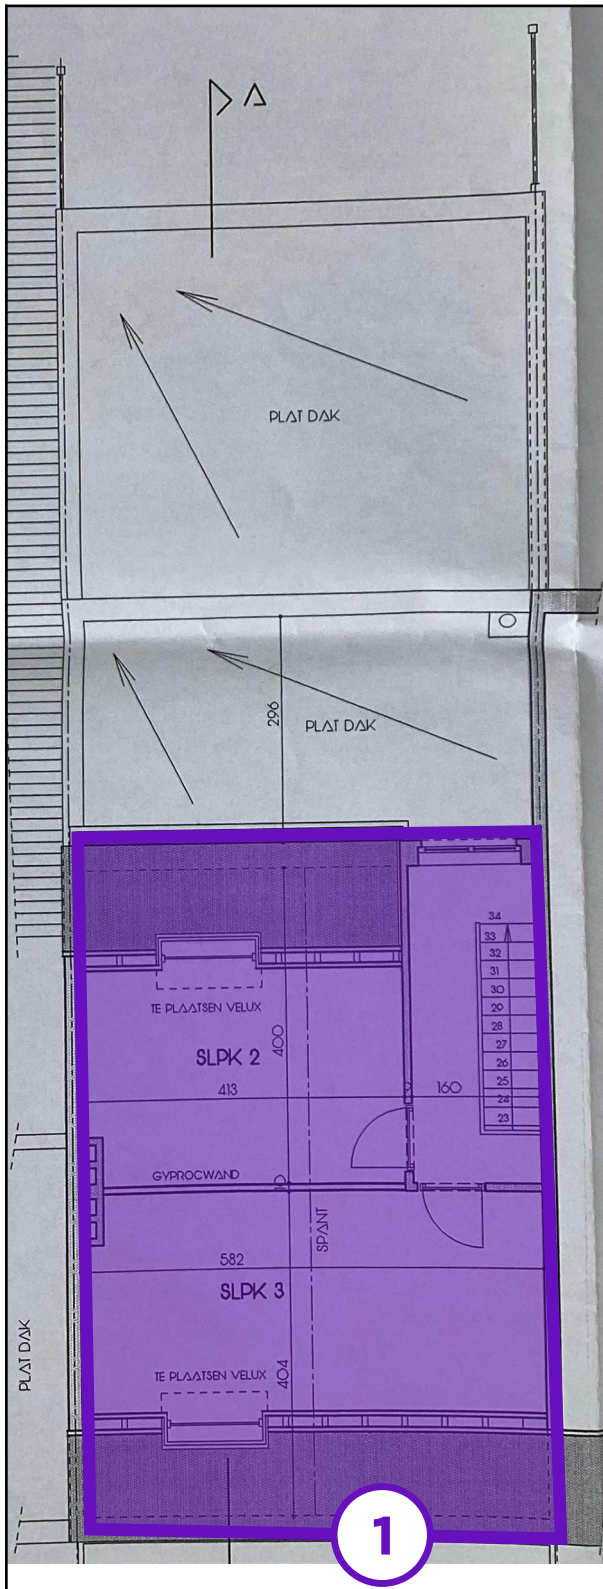 A
PLAT DAK
296
PLAT DAK
34
33
32
31
30
29
28
27
26
25
24
23
TE PLAATSEN VELUX
SLPK 2
400
413
160
GYPROCWAND
10
SPANT
582
SLPK 3
PLAT DAK
TE PLAATSEN VELUX
404
1